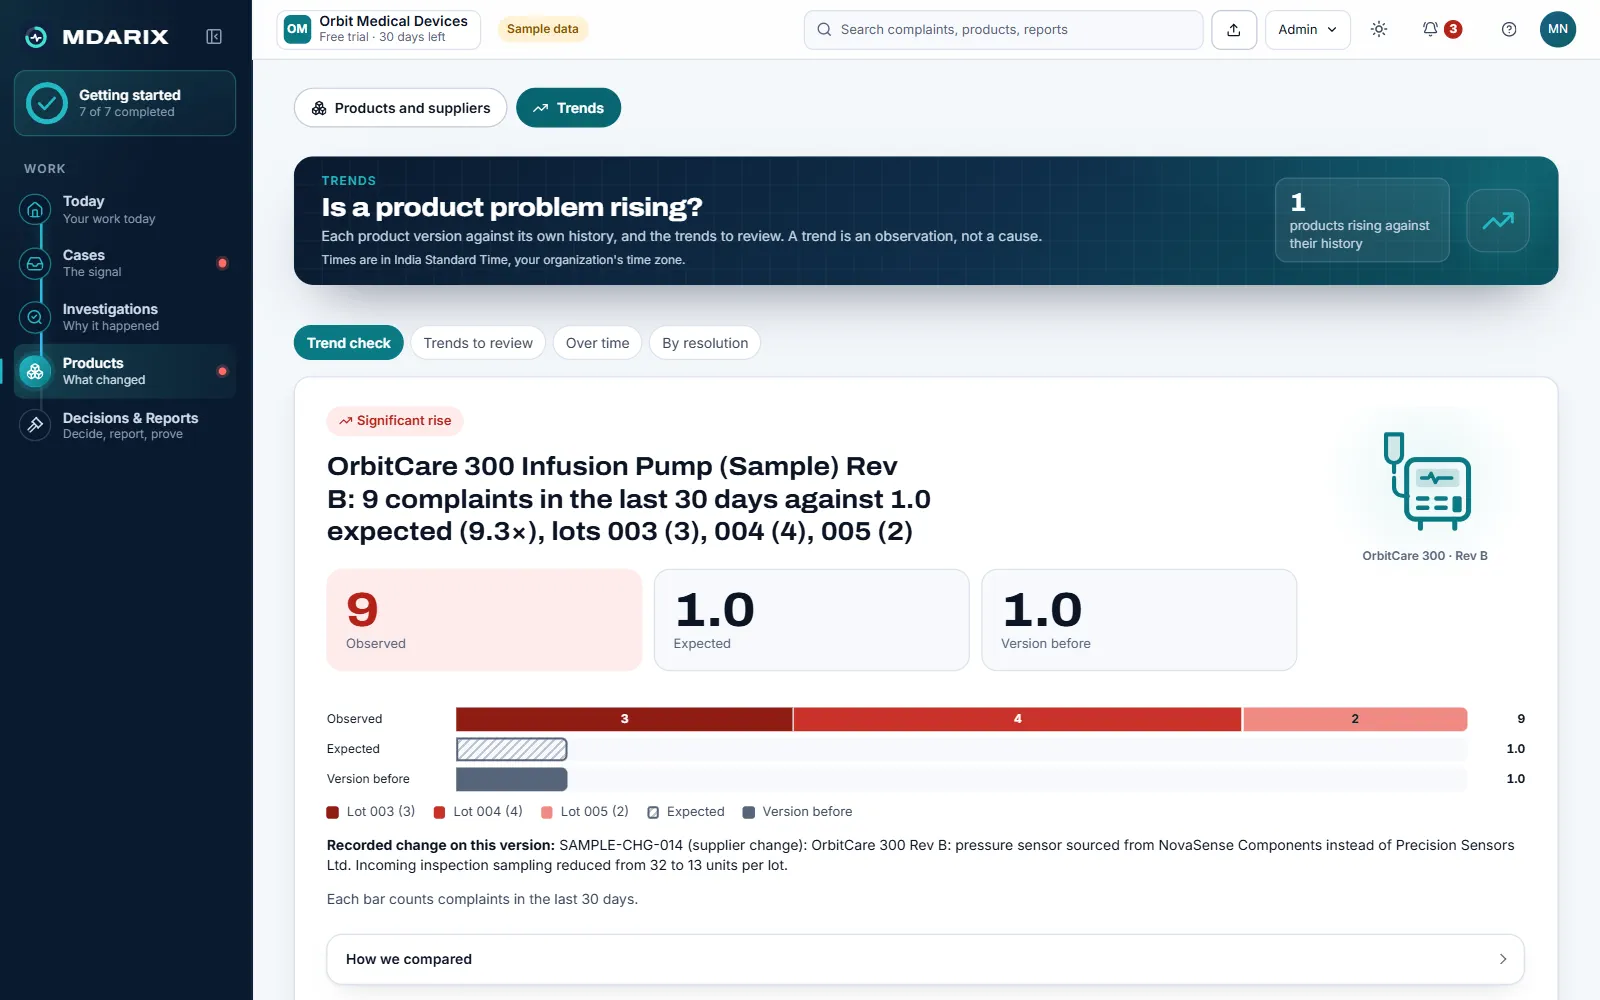 MDARIX
Getting started
7 of 7 completed
WORK
Today
Your work today
Cases
The signal
Investigations
Why it happened
Products
What changed
Decisions & Reports
Decide, report, prove
OM
Orbit Medical Devices
Free trial · 30 days left
Sample data
Search complaints, products, reports
Admin
3
MN
Products and suppliers
Trends
TRENDS
Is a product problem rising?
Each product version against its own history, and the trends to review. A trend is an observation, not a cause.
Times are in India Standard Time, your organization's time zone.
1
products rising against
their history
Trend check
Trends to review
Over time
By resolution
Significant rise
OrbitCare 300 Infusion Pump (Sample) Rev
B: 9 complaints in the last 30 days against 1.0
expected (9.3×), lots 003 (3), 004 (4), 005 (2)
OrbitCare 300 · Rev B
9
Observed
1.0
Expected
1.0
Version before
Observed
3
4
2
9
Expected
1.0
Version before
1.0
Lot 003 (3)
Lot 004 (4)
Lot 005 (2)
Expected
Version before
Recorded change on this version: SAMPLE-CHG-014 (supplier change): OrbitCare 300 Rev B: pressure sensor sourced from NovaSense Components instead of Precision Sensors
Ltd. Incoming inspection sampling reduced from 32 to 13 units per lot.
Each bar counts complaints in the last 30 days.
How we compared